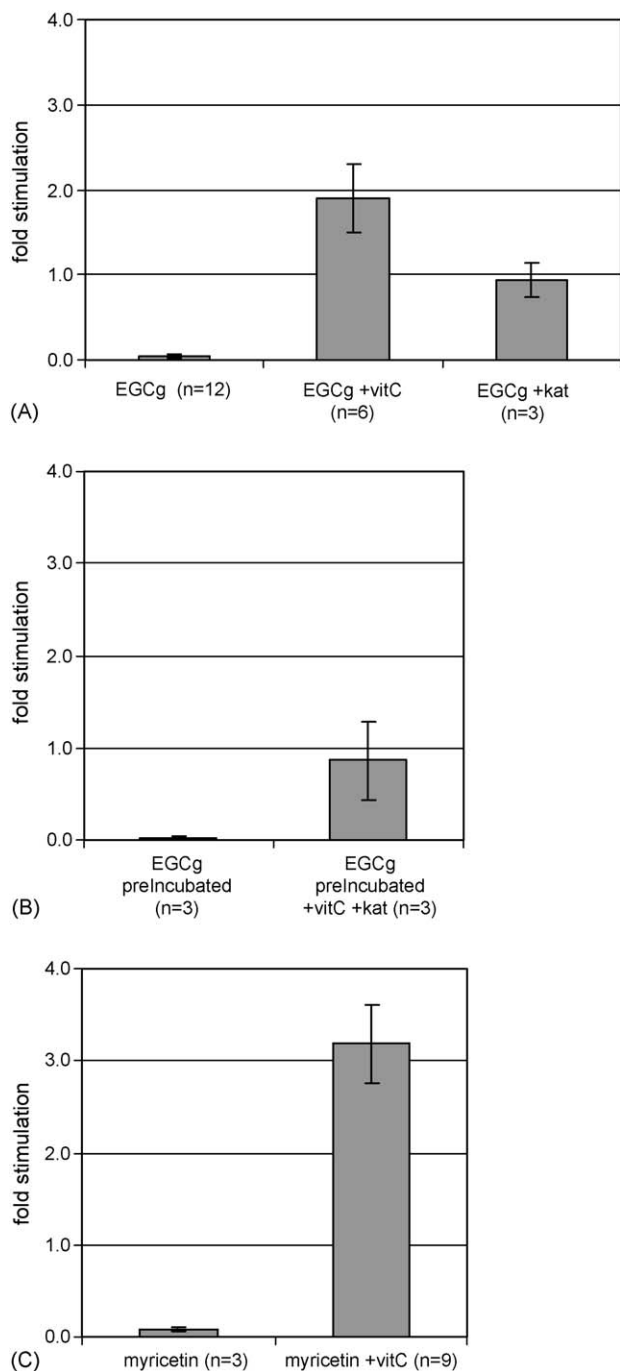 4.0
3.0
fold stimulation
2.0
1.0
0.0
EGCg (n=12)
EGCg +vitC
(n=6)
EGCg +kat
(n=3)
(A)
4.0
3.0
fold stimulation
2.0
1.0
0.0
EGCg
preIncubated
(n=3)
EGCg
preIncubated
+vitC +kat (n=3)
(B)
4.0
3.0
fold stimulation
2.0
1.0
0.0
myricetin (n=3)
myricetin +vitC (n=9)
(C)